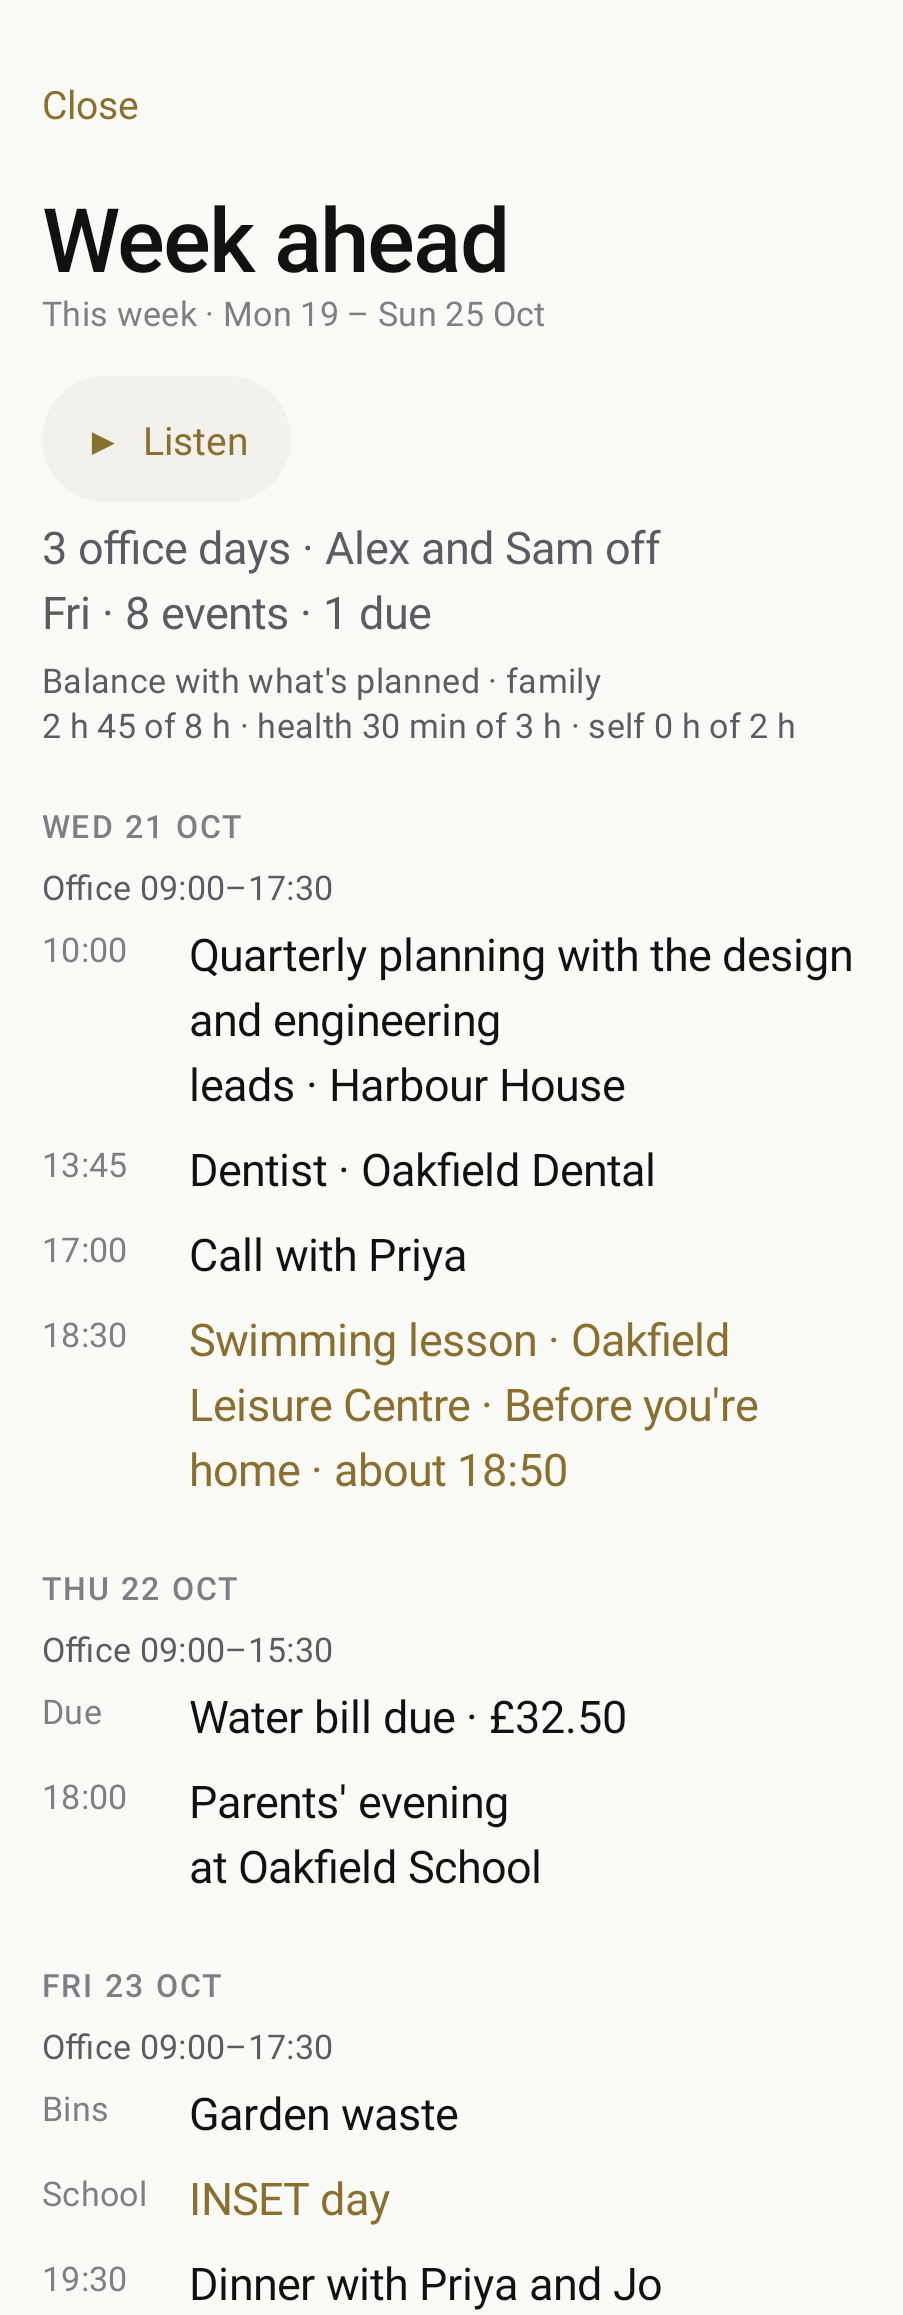 Close
Week ahead
This week · Mon 19 – Sun 25 Oct
► Listen
3 office days · Alex and Sam off
Fri · 8 events · 1 due
Balance with what's planned · family
2 h 45 of 8 h · health 30 min of 3 h · self 0 h of 2 h
WED 21 OCT
Office 09:00–17:30
10:00 Quarterly planning with the design
and engineering
leads · Harbour House
13:45 Dentist · Oakfield Dental
17:00 Call with Priya
18:30 Swimming lesson · Oakfield
Leisure Centre · Before you're
home · about 18:50
THU 22 OCT
Office 09:00–15:30
Due Water bill due · £32.50
18:00 Parents' evening
at Oakfield School
FRI 23 OCT
Office 09:00–17:30
Bins Garden waste
School INSET day
19:30 Dinner with Priya and Jo